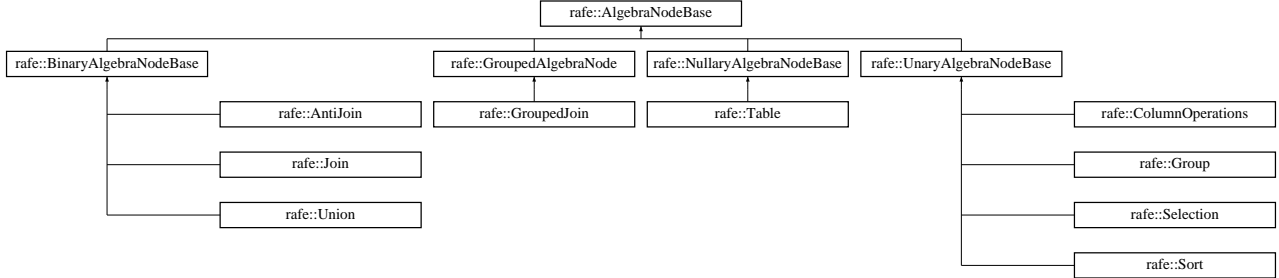 rafe::AlgebraNodeBase
rafe::BinaryAlgebraNodeBase
rafe::GroupedAlgebraNode
rafe::NullaryAlgebraNodeBase
rafe::UnaryAlgebraNodeBase
rafe::AntiJoin
rafe::GroupedJoin
rafe::Table
rafe::ColumnOperations
rafe::Join
rafe::Group
rafe::Union
rafe::Selection
rafe::Sort